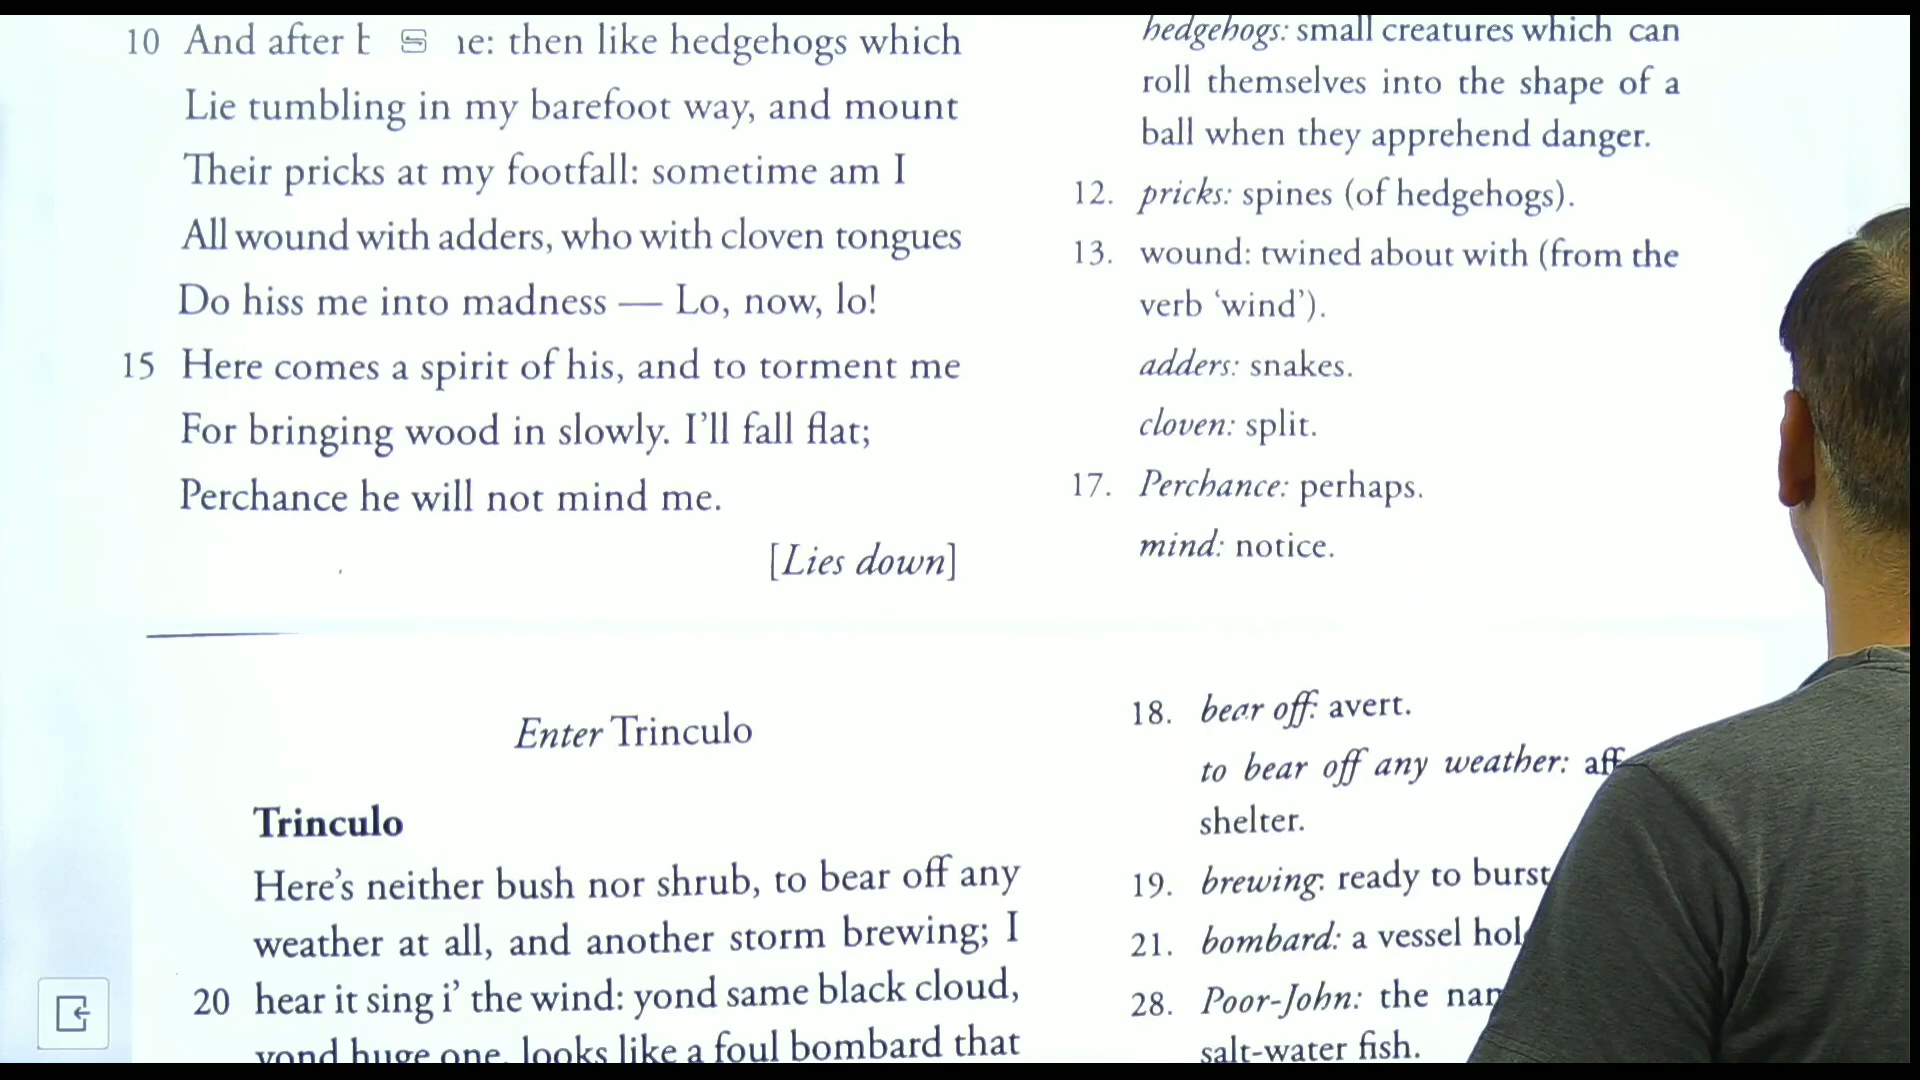 10 And after : then like hedgehogs which
Lie tumbling in my barefoot way, and mount
Their pricks at my footfall: sometime am I
All wound with adders, who with cloven tongues
Do hiss me into madness — Lo, now, lo!
15 Here comes a spirit of his, and to torment me
For bringing wood in slowly. I'll fall flat;
Perchance he will not mind me.
[Lies down]
Enter Trinculo
Trinculo
Here's neither bush nor shrub, to bear off any
weather at all, and another storm brewing; I
20 hear it sing i' the wind: yond same black cloud,
yond huge one, looks like a foul bombard that
hedgehogs: small creatures which can
roll themselves into the shape of a
ball when they apprehend danger.
12. pricks: spines (of hedgehogs).
13. wound: twined about with (from the
verb 'wind').
adders: snakes.
cloven: split.
17. Perchance: perhaps.
mind: notice.
18. bear off: avert.
to bear off any weather:
shelter.
19. brewing: ready to burst
21. bombard: a vessel
28. Poor-John: the
salt-water fish.